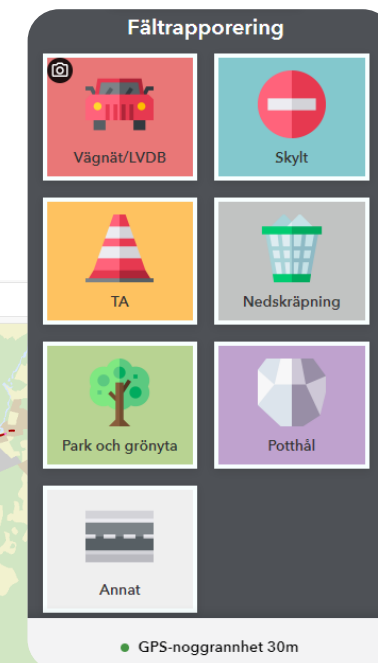 Fältrapporering
Vägnät/LVDB
Skylt
TA
Nedskräpning
Park och grönyta
Potthål
Annat
GPS-noggrannhet 30m